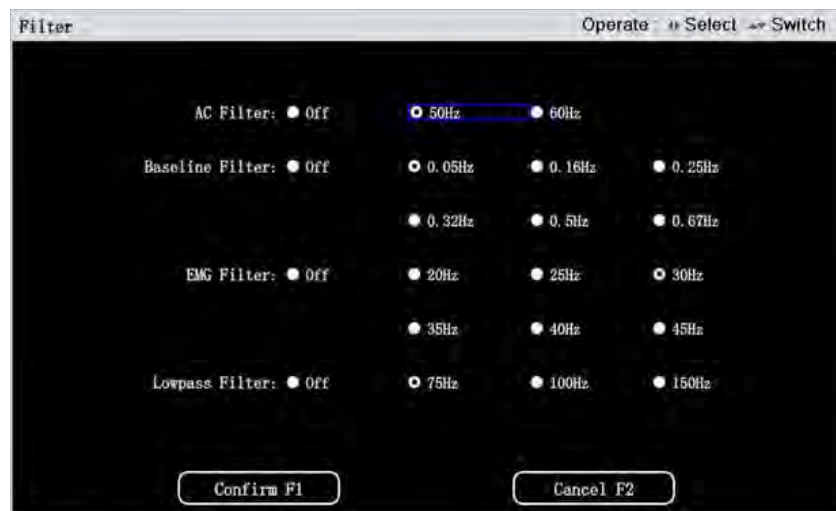 Filter Operate Select Switch
AC Filter: Off 50Hz 60Hz
Baseline Filter: Off 0.05Hz 0.16Hz 0.25Hz
0.32Hz 0.5Hz 0.67Hz
EMG Filter: Off 20Hz 25Hz 30Hz
35Hz 40Hz 45Hz
Lowpass Filter: Off 75Hz 100Hz 150Hz
Confirm F1 Cancel F2